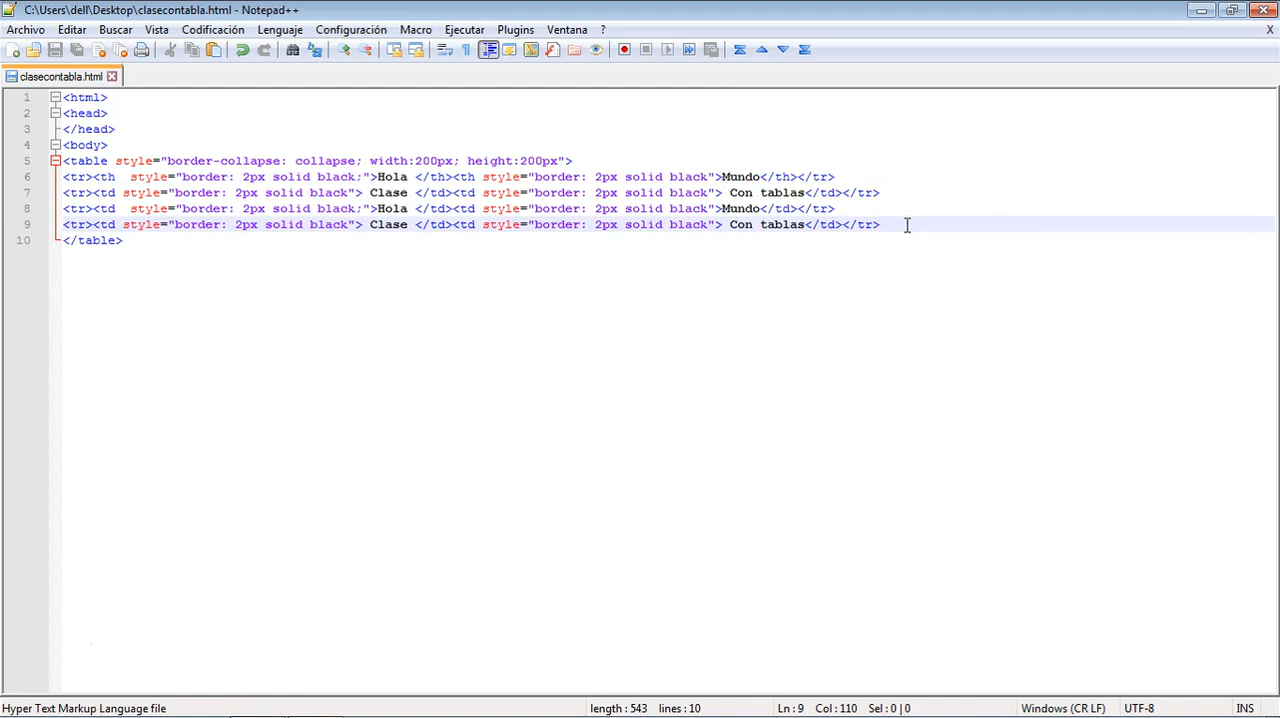 C:\Users\dell\Desktop\clasecontabla.html - Notepad++
Archivo Editar Buscar Vista Codificación Lenguaje Configuración Macro Ejecutar Plugins Ventana ? X
clasecontabla.html
1 <html>
2 <head>
3 </head>
4 <body>
5 <table style="border-collapse: collapse; width:200px; height:200px">
6 <tr><th  style="border: 2px solid black;">Hola </th><th style="border: 2px solid black">Mundo</th></tr>
7 <tr><td style="border: 2px solid black"> Clase </td><td style="border: 2px solid black"> Con tablas</td></tr>
8 <tr><td  style="border: 2px solid black;">Hola </td><td style="border: 2px solid black">Mundo</td></tr>
9 <tr><td style="border: 2px solid black"> Clase </td><td style="border: 2px solid black"> Con tablas</td></tr>
10 </table>
Hyper Text Markup Language file length : 543 lines : 10 Ln : 9 Col : 110 Sel : 0 | 0 Windows (CR LF) UTF-8 INS